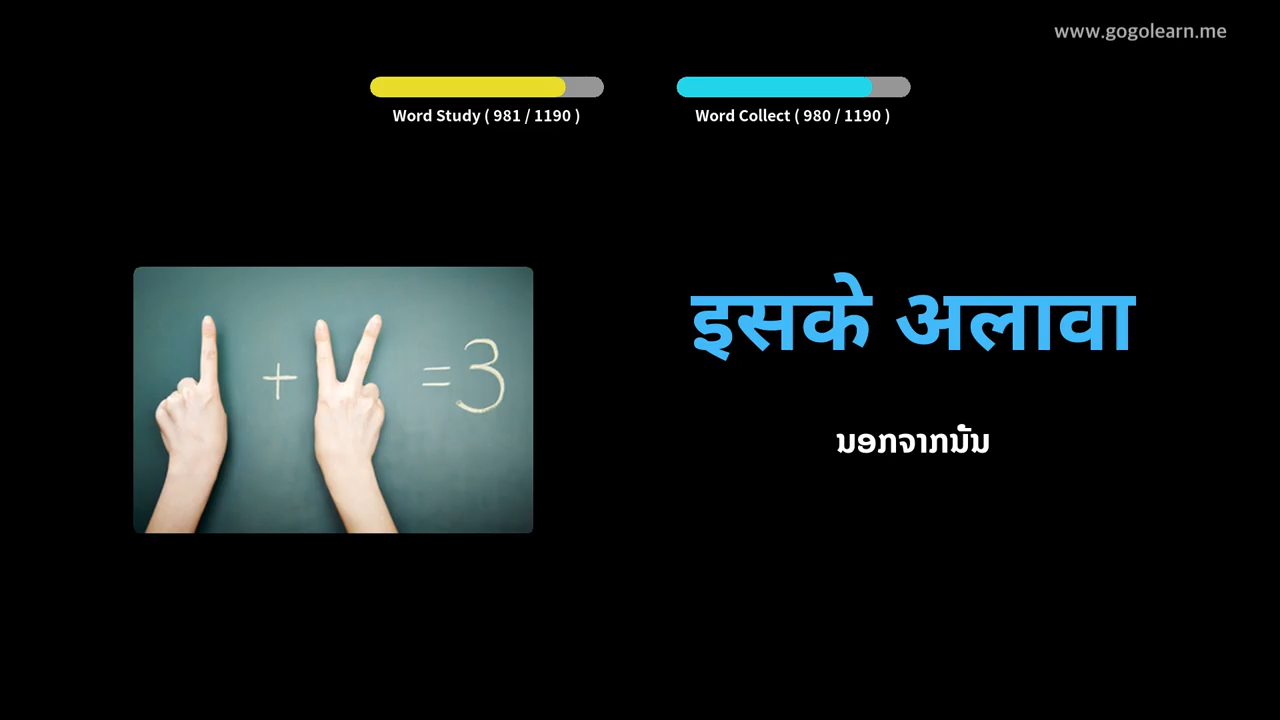 www.gogolearn.me
Word Study ( 981 / 1190 )
Word Collect ( 980 / 1190 )
+ = 3
इसके अलावा
ນອກຈາກນັ້ນ